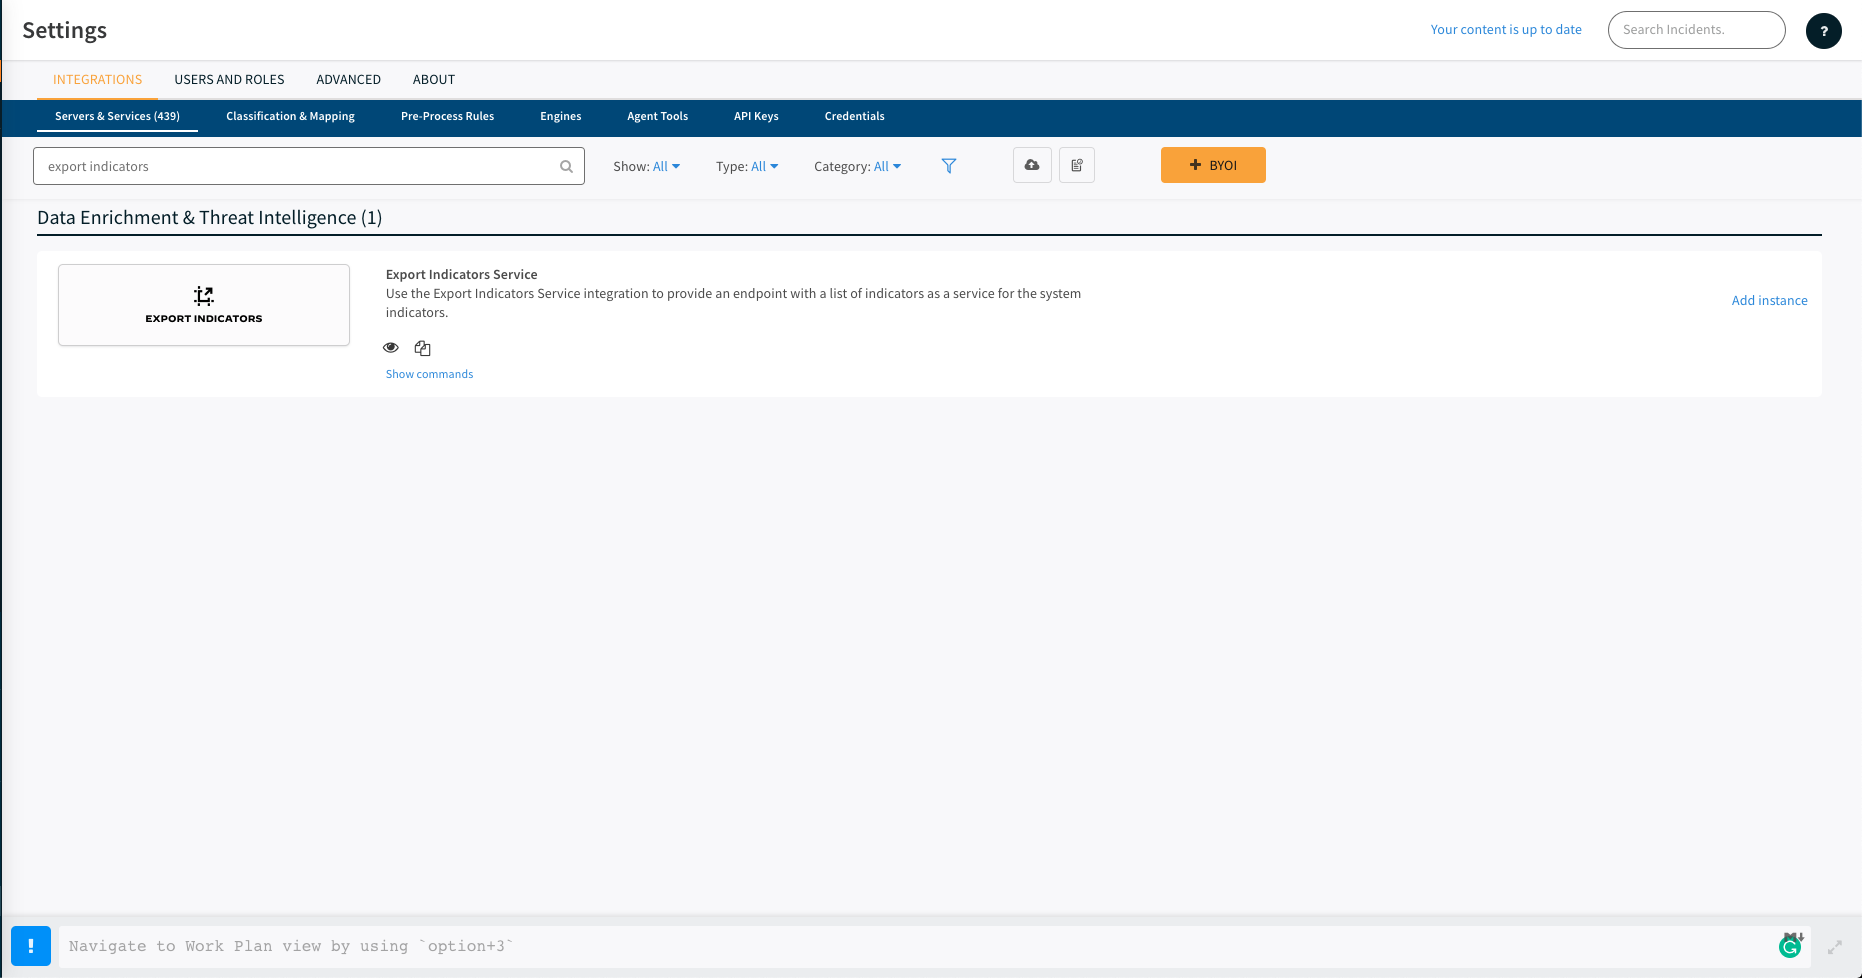 Settings
Your content is up to date
Search Incidents.
?
INTEGRATIONS
USERS AND ROLES
ADVANCED
ABOUT
Servers & Services (439)
Classification & Mapping
Pre-Process Rules
Engines
Agent Tools
API Keys
Credentials
export indicators
Show: All
Type: All
Category: All
+ BYOI
Data Enrichment & Threat Intelligence (1)
EXPORT INDICATORS
Export Indicators Service
Use the Export Indicators Service integration to provide an endpoint with a list of indicators as a service for the system
indicators.
Add instance
Show commands
!
Navigate to Work Plan view by using `option+3`